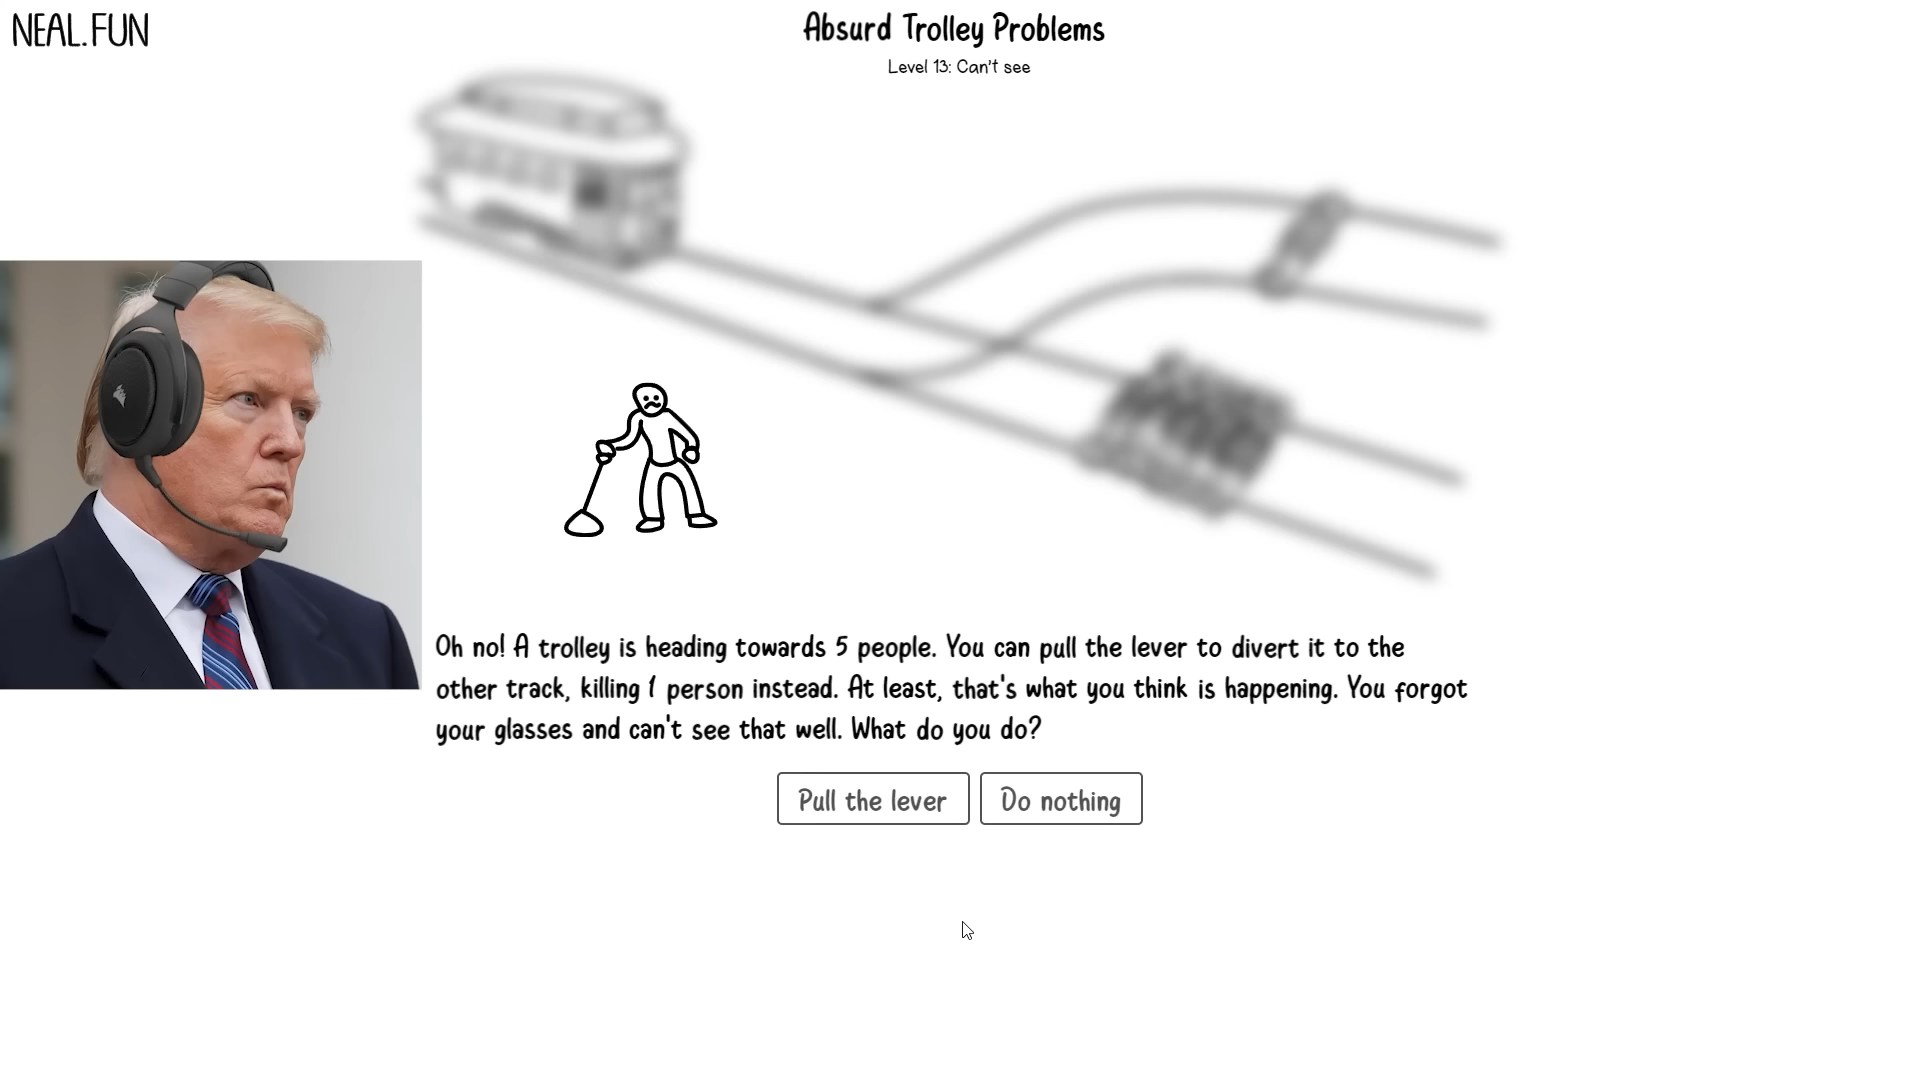 NEAL.FUN
Absurd Trolley Problems
Level 13: Can't see
Oh no! A trolley is heading towards 5 people. You can pull the lever to divert it to the
other track, killing 1 person instead. At least, that's what you think is happening. You forgot
your glasses and can't see that well. What do you do?
Pull the lever
Do nothing